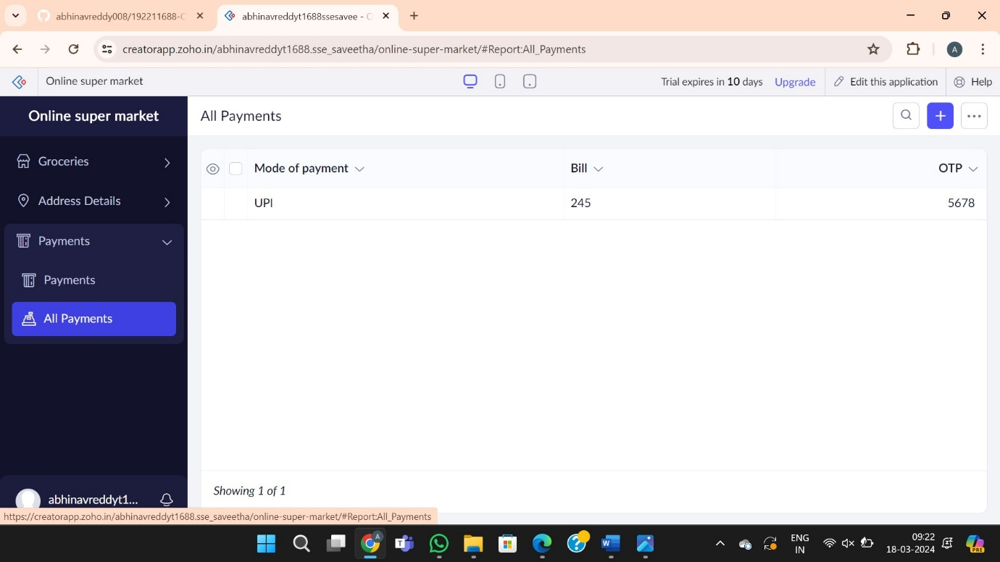 abhinavreddy008/192211688-C
abhinavreddyt1688ssesavee - C
creatorapp.zoho.in/abhinavreddyt1688.sse_saveetha/online-super-market/#Report:All_Payments
Online super market
Trial expires in 10 days
Upgrade
Edit this application
Help
Online super market
All Payments
Groceries
Address Details
Payments
Payments
All Payments
Mode of payment
Bill
OTP
UPI
245
5678
Showing 1 of 1
abhinavreddyt1...
https://creatorapp.zoho.in/abhinavreddyt1688.sse_saveetha/online-super-market/#Report:All_Payments
ENG
IN
09:22
18-03-2024
PRE